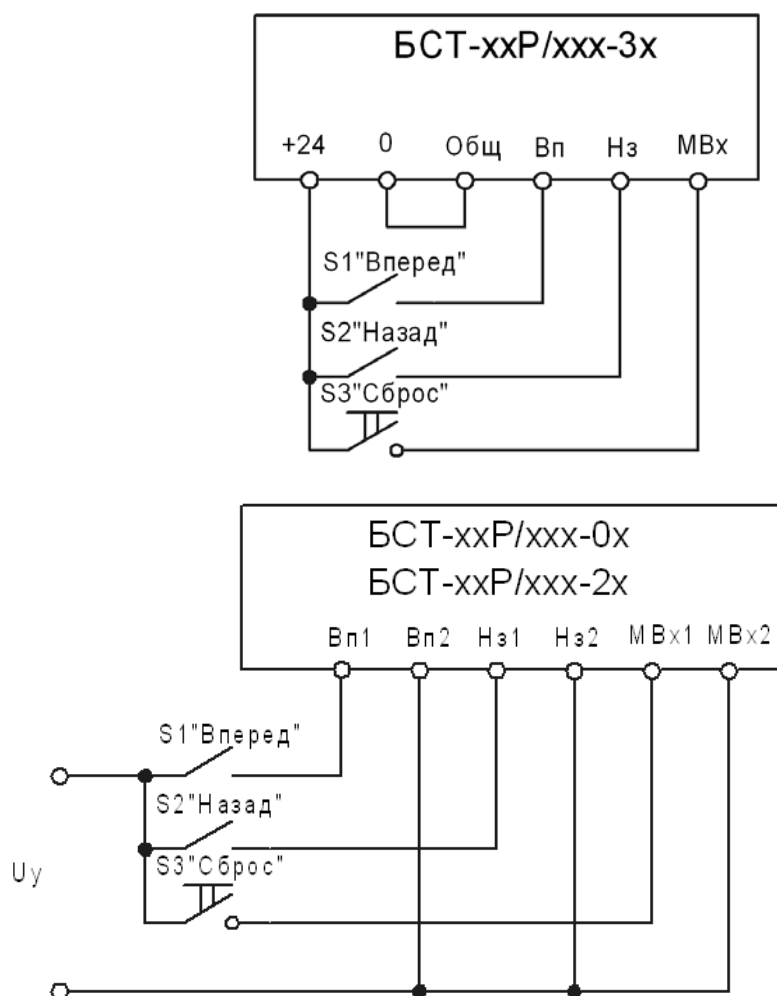 БСТ-ххР/ххх-3х
+24 0 Общ Вп Нз МВх
S1"Вперед"
S2"Назад"
S3"Сброс"
БСТ-ххР/ххх-0х
БСТ-ххР/ххх-2х
Вп1 Вп2 Нз1 Нз2 МВх1 МВх2
S1"Вперед"
S2"Назад"
S3"Сброс"
Uу